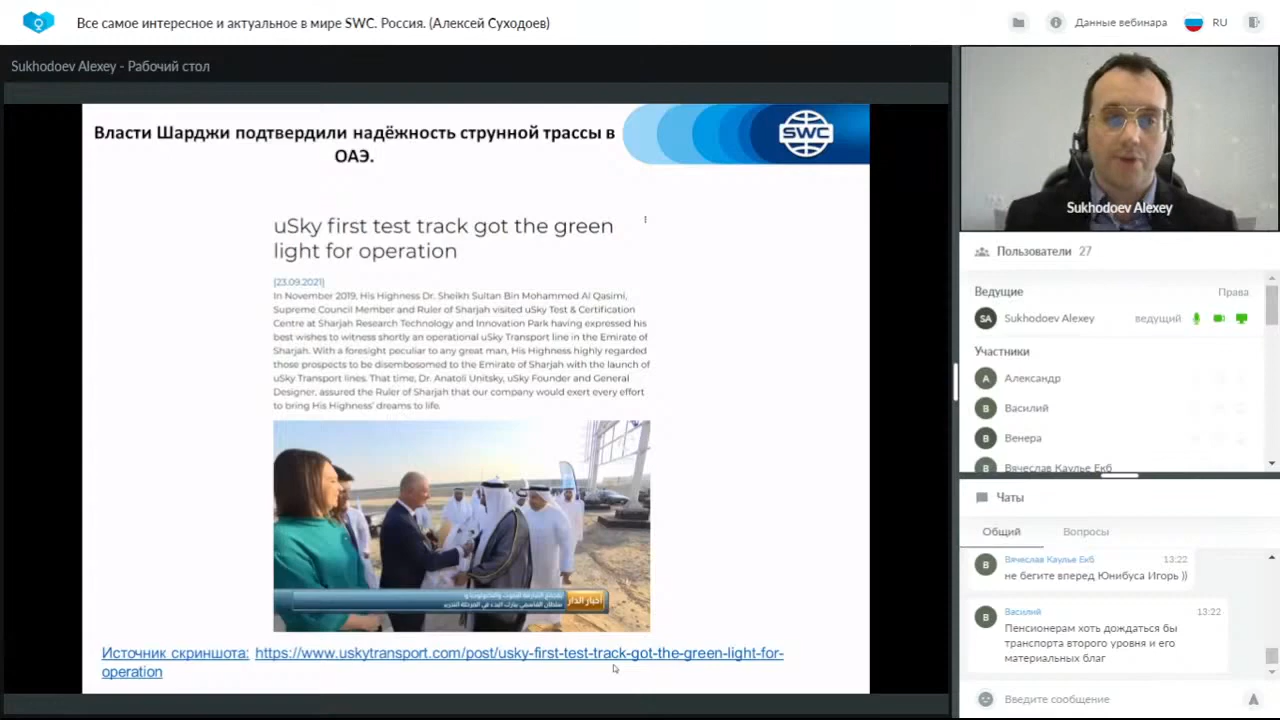 Все самое интересное и актуальное в мире SWC. Россия. (Алексей Суходоев)
Данные вебинара
RU
Sukhodoev Alexey - Рабочий стол
Власти Шарджи подтвердили надёжность струнной трассы в
ОАЭ.
SWC
uSky first test track got the green
light for operation
[23.09.2021]
In November 2019, His Highness Dr. Sheikh Sultan Bin Mohammed Al Qasimi,
Supreme Council Member and Ruler of Sharjah visited uSky Test & Certification
Centre at Sharjah Research Technology and Innovation Park having expressed his
best wishes to witness shortly an operational uSky Transport line in the Emirate of
Sharjah. With a foresight peculiar to any great man, His Highness highly regarded
those prospects to be disembosomed to the Emirate of Sharjah with the launch of
uSky Transport lines. That time, Dr. Anatoli Unitsky, uSky Founder and General
Designer, assured the Ruler of Sharjah that our company would exert every effort
to bring His Highness' dreams to life.
أخبار الدار
Источник скриншота: https://www.uskytransport.com/post/usky-first-test-track-got-the-green-light-for-
operation
Sukhodoev Alexey
Пользователи 27
Ведущие
Права
SA
Sukhodoev Alexey
ведущий
Участники
A
Александр
В
Василий
В
Венера
В
Вячеслав Каулье Екб
Чаты
Общий
Вопросы
В
Вячеслав Каулье Екб
13:22
не бегите вперед Юнибуса Игорь ))
В
Василий
13:22
Пенсионерам хоть дождаться бы
транспорта второго уровня и его
материальных благ
Введите сообщение